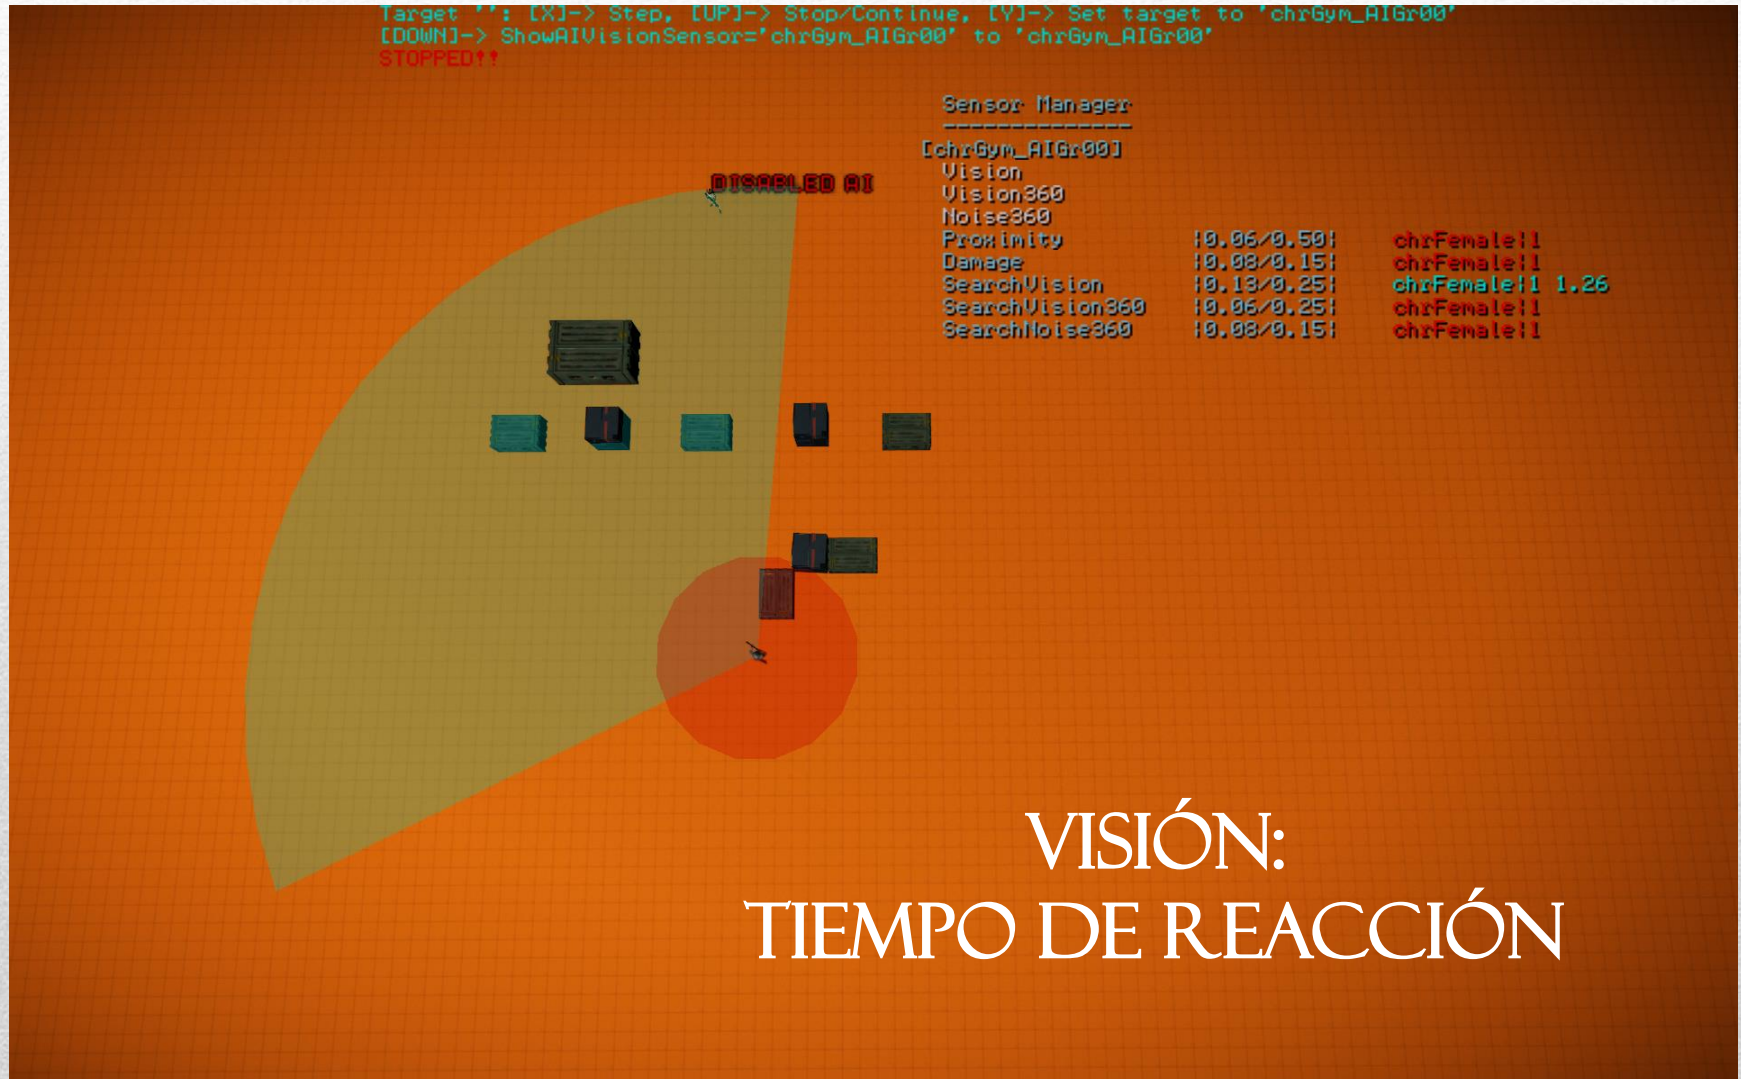 Target '': [X]-> Step, [UP]-> Stop/Continue, [Y]-> Set target to 'chrGym_AIGr00'
[DOWN]-> ShowAIVisionSensor='chrGym_AIGr00' to 'chrGym_AIGr00'
STOPPED!!
Sensor Manager
--------------
[chrGym_AIGr00]
Vision
Vision360
Noise360
Proximity |0.06/0.50| chrFemale|1
Damage |0.08/0.15| chrFemale|1
SearchVision |0.13/0.25| chrFemale|1 1.26
SearchVision360 |0.06/0.25| chrFemale|1
SearchNoise360 |0.08/0.15| chrFemale|1
DISABLED AI
VISIÓN:
TIEMPO DE REACCIÓN